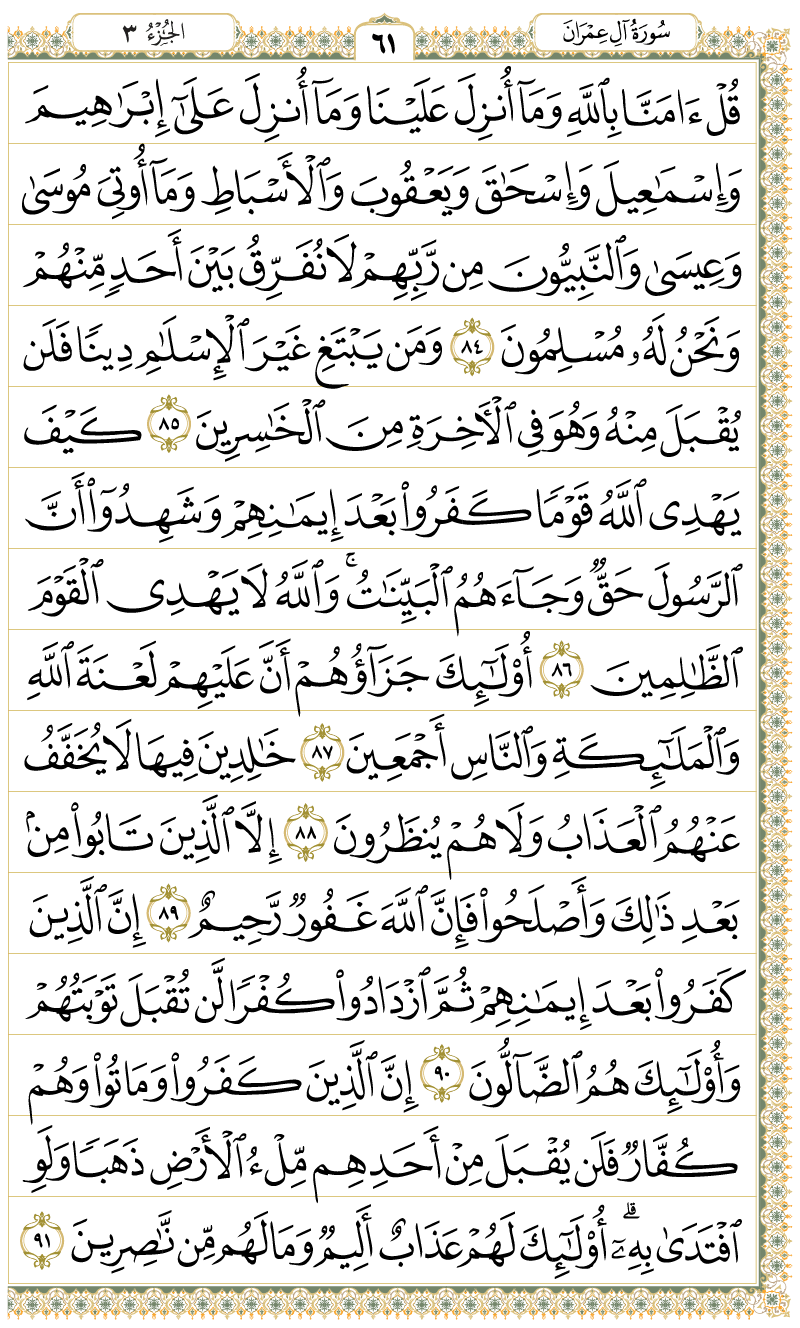 سُورَةُ آلِ عِمْرَانَ ٦١ الجُزْءُ ٣
قُلْ ءَامَنَّا بِٱللَّهِ وَمَآ أُنزِلَ عَلَيْنَا وَمَآ أُنزِلَ عَلَىٰٓ إِبْرَٰهِيمَ
وَإِسْمَٰعِيلَ وَإِسْحَٰقَ وَيَعْقُوبَ وَٱلْأَسْبَاطِ وَمَآ أُوتِىَ مُوسَىٰ
وَعِيسَىٰ وَٱلنَّبِيُّونَ مِن رَّبِّهِمْ لَا نُفَرِّقُ بَيْنَ أَحَدٍ مِّنْهُمْ
وَنَحْنُ لَهُۥ مُسْلِمُونَ ٨٤ وَمَن يَبْتَغِ غَيْرَ ٱلْإِسْلَٰمِ دِينًا فَلَن
يُقْبَلَ مِنْهُ وَهُوَ فِى ٱلْأَخِرَةِ مِنَ ٱلْخَٰسِرِينَ ٨٥ كَيْفَ
يَهْدِى ٱللَّهُ قَوْمًا كَفَرُوا۟ بَعْدَ إِيمَٰنِهِمْ وَشَهِدُوٓا۟ أَنَّ
ٱلرَّسُولَ حَقٌّ وَجَآءَهُمُ ٱلْبَيِّنَٰتُ ۚ وَٱللَّهُ لَا يَهْدِى ٱلْقَوْمَ
ٱلظَّٰلِمِينَ ٨٦ أُو۟لَٰٓئِكَ جَزَآؤُهُمْ أَنَّ عَلَيْهِمْ لَعْنَةَ ٱللَّهِ
وَٱلْمَلَٰٓئِكَةِ وَٱلنَّاسِ أَجْمَعِينَ ٨٧ خَٰلِدِينَ فِيهَا لَا يُخَفَّفُ
عَنْهُمُ ٱلْعَذَابُ وَلَا هُمْ يُنظَرُونَ ٨٨ إِلَّا ٱلَّذِينَ تَابُوا۟ مِنۢ
بَعْدِ ذَٰلِكَ وَأَصْلَحُوا۟ فَإِنَّ ٱللَّهَ غَفُورٌ رَّحِيمٌ ٨٩ إِنَّ ٱلَّذِينَ
كَفَرُوا۟ بَعْدَ إِيمَٰنِهِمْ ثُمَّ ٱزْدَادُوا۟ كُفْرًا لَّن تُقْبَلَ تَوْبَتُهُمْ
وَأُو۟لَٰٓئِكَ هُمُ ٱلضَّآلُّونَ ٩٠ إِنَّ ٱلَّذِينَ كَفَرُوا۟ وَمَاتُوا۟ وَهُمْ
كُفَّارٌ فَلَن يُقْبَلَ مِنْ أَحَدِهِم مِّلْءُ ٱلْأَرْضِ ذَهَبًا وَلَوِ
ٱفْتَدَىٰ بِهِۦٓ ۗ أُو۟لَٰٓئِكَ لَهُمْ عَذَابٌ أَلِيمٌ وَمَا لَهُم مِّن نَّٰصِرِينَ ٩١